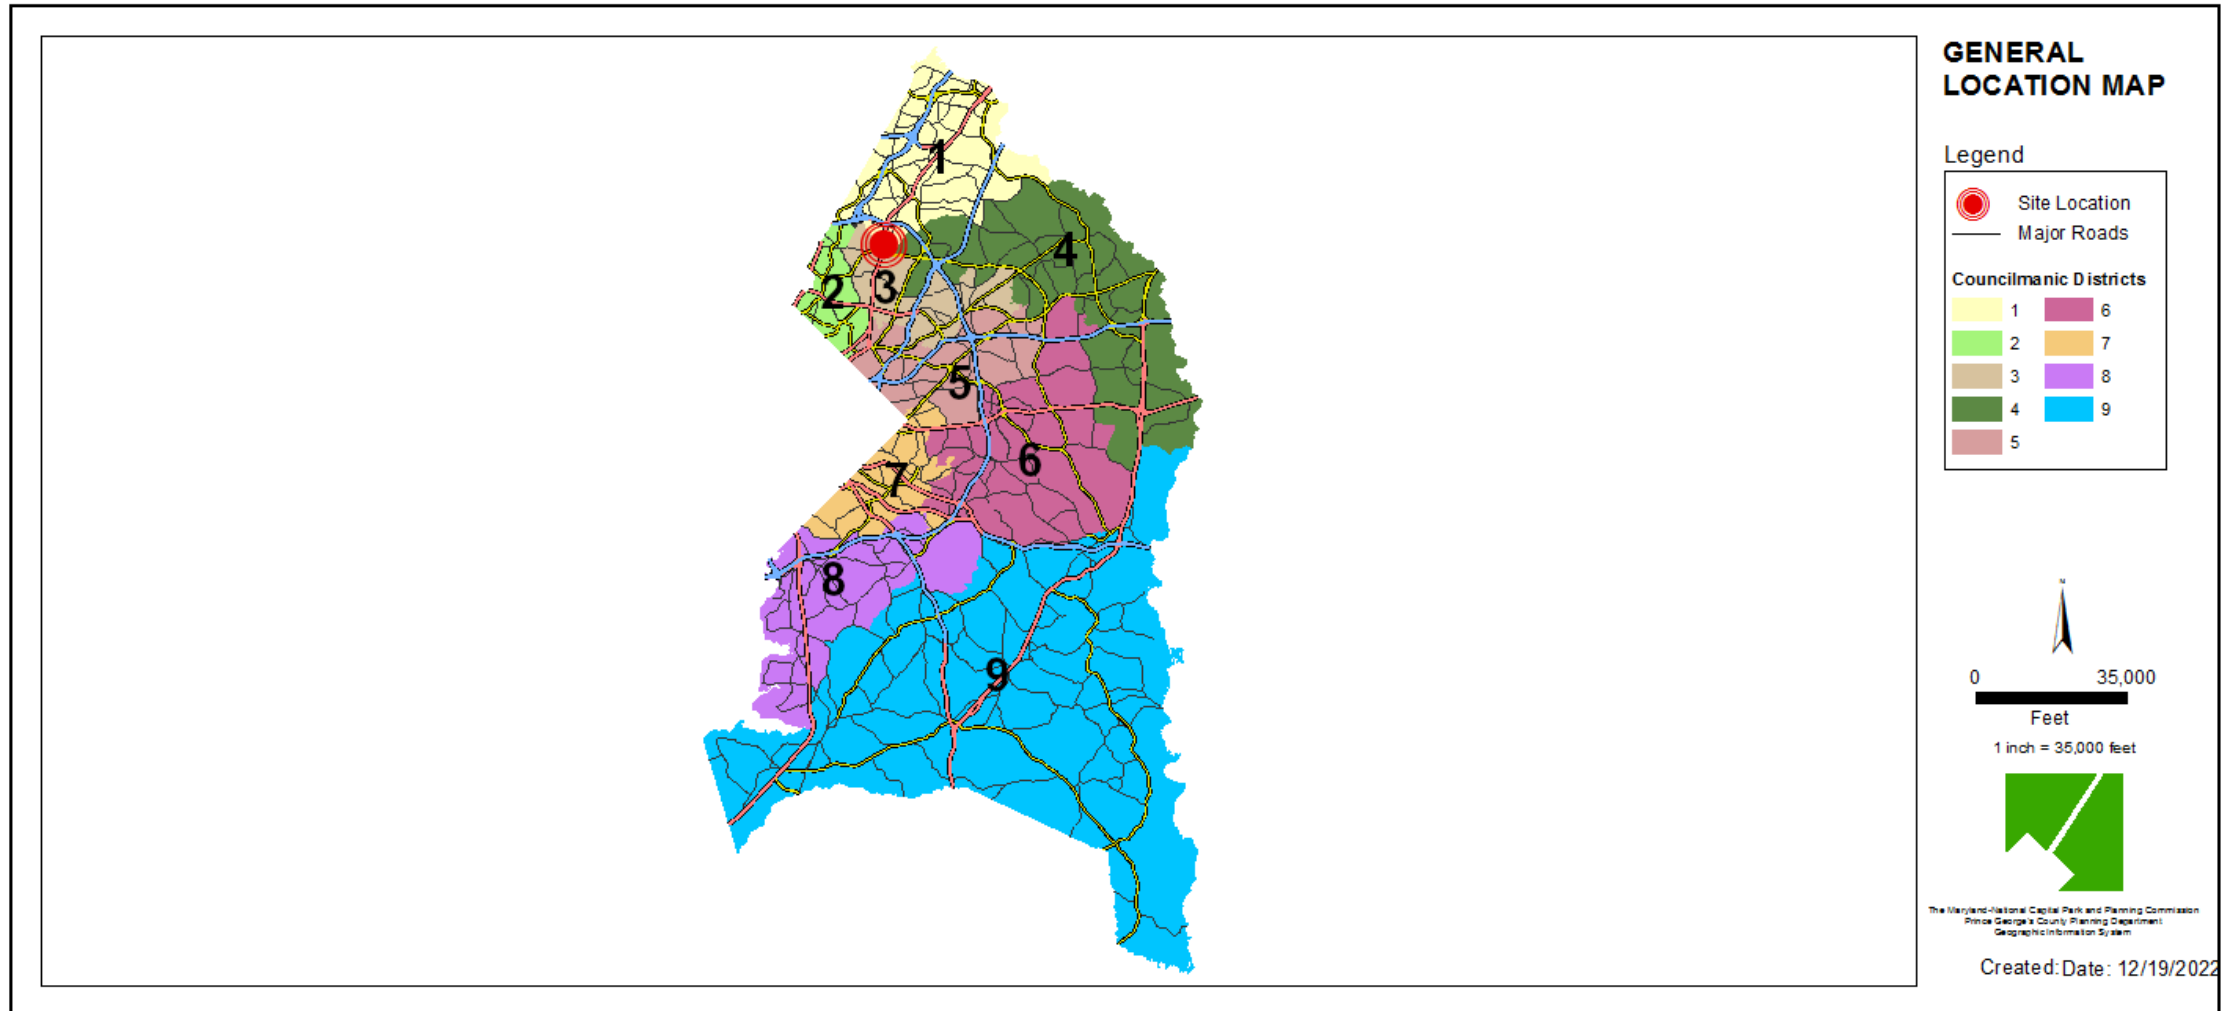 GENERAL
LOCATION MAP
Legend
Site Location
Major Roads
Councilmanic Districts
1 6
2 7
3 8
4 9
5
1
4
2
3
5
6
7
8
9
N
0 35,000
Feet
1 inch = 35,000 feet
The Maryland-National Capital Park and Planning Commission
Prince George's County Planning Department
Geographic Information System
Created: Date: 12/19/2022